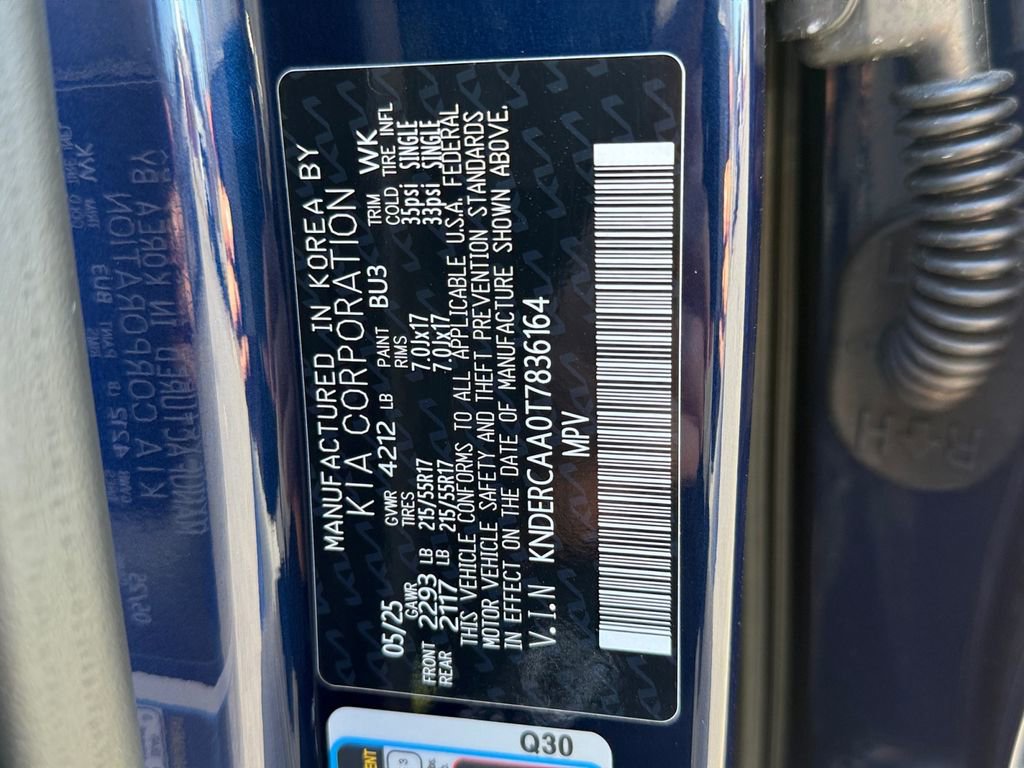 MANUFACTURED IN KOREA BY
KIA CORPORATION
05/25 GVWR 4212 LB PAINT BU3 TRIM WK
GAWR TIRES RIMS COLD TIRE INFL
FRONT 2293 LB 215/55R17 7.0Jx17 35psi SINGLE
REAR 2117 LB 215/55R17 7.0Jx17 33psi SINGLE
THIS VEHICLE CONFORMS TO ALL APPLICABLE U.S.A. FEDERAL
MOTOR VEHICLE SAFETY AND THEFT PREVENTION STANDARDS
IN EFFECT ON THE DATE OF MANUFACTURE SHOWN ABOVE.
V.I.N KNDERCAA0T7836164
MPV
Q30